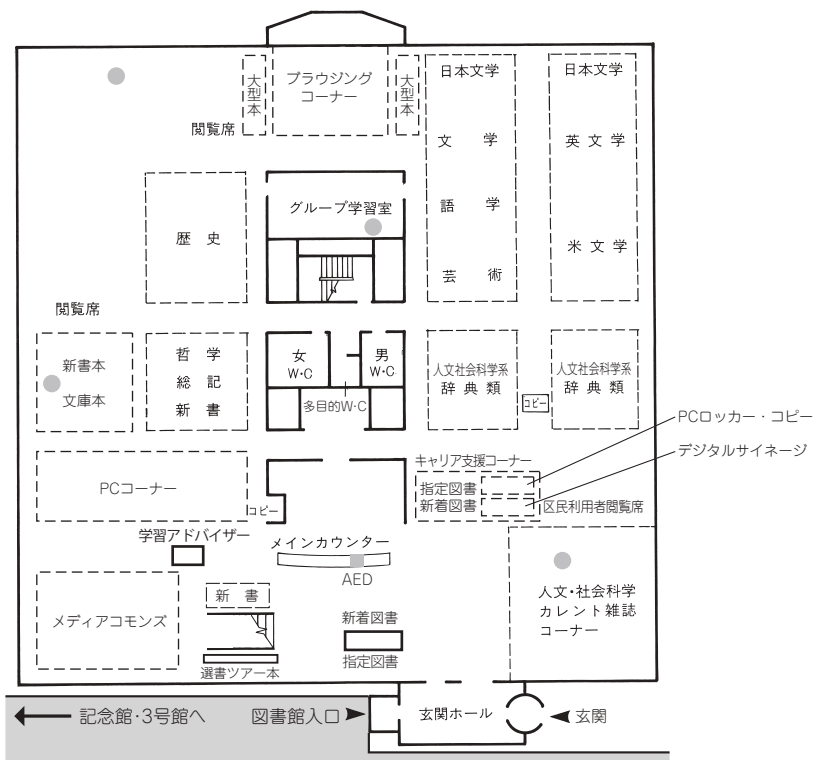 大型本
ブラウジング
コーナー
大型本
日本文学
日本文学
閲覧席
文学
英文学
グループ学習室
語学
歴史
米文学
芸術
閲覧席
新書本
文庫本
哲学
総記
新書
女
W・C
男
W・C
多目的W・C
人文社会科学系
辞典類
人文社会科学系
辞典類
コピー
PCロッカー・コピー
デジタルサイネージ
キャリア支援コーナー
指定図書
新着図書
区民利用者閲覧席
PCコーナー
コピー
学習アドバイザー
メインカウンター
AED
メディアコモンズ
新書
選書ツアー本
新着図書
指定図書
人文・社会科学
カレント雑誌
コーナー
記念館・3号館へ
図書館入口
玄関ホール
玄関